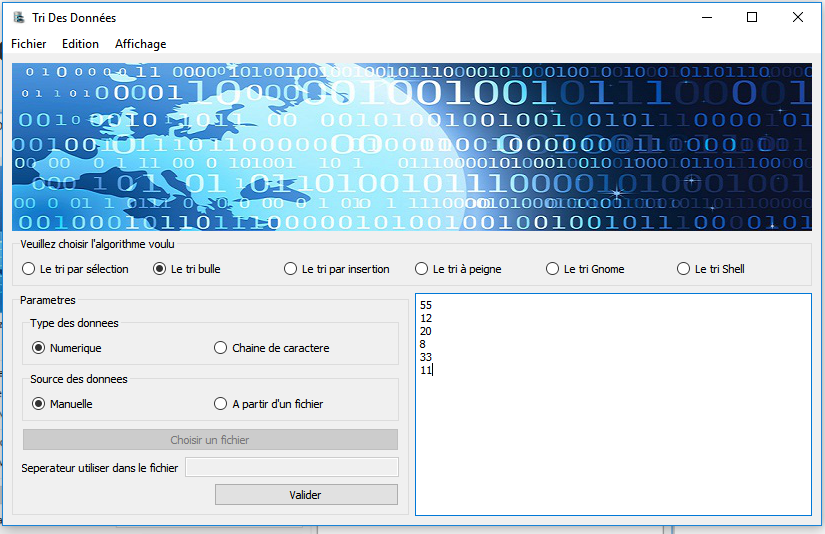 Tri Des Données
Fichier Edition Affichage
Veuillez choisir l'algorithme voulu
Le tri par sélection Le tri bulle Le tri par insertion Le tri à peigne Le tri Gnome Le tri Shell
Parametres
Type des donnees
Numerique Chaine de caractere
Source des donnees
Manuelle A partir d'un fichier
Choisir un fichier
Séperateur utiliser dans le fichier
Valider
55
12
20
8
33
11